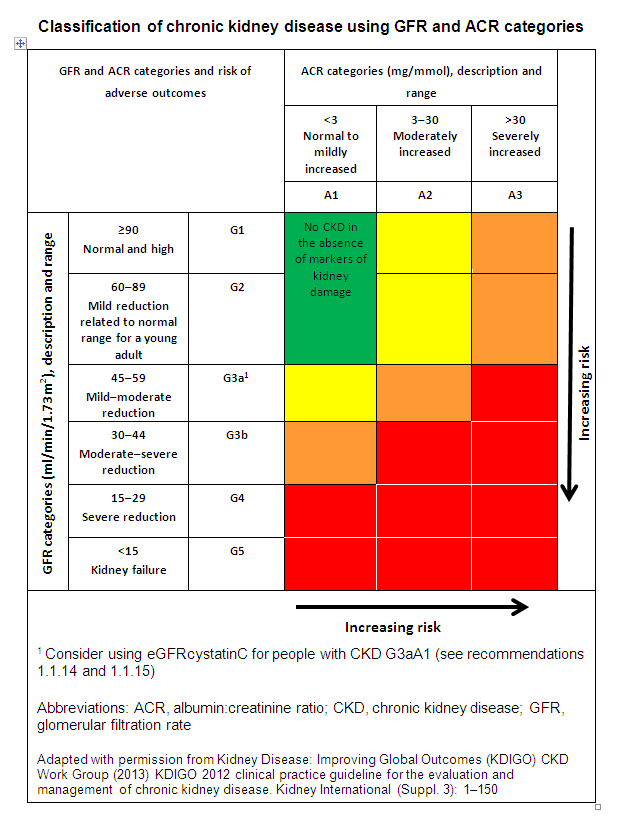 Classification of chronic kidney disease using GFR and ACR categories
GFR and ACR categories and risk of
adverse outcomes
ACR categories (mg/mmol), description and
range
<3
Normal to
mildly
increased
3–30
Moderately
increased
>30
Severely
increased
A1
A2
A3
GFR categories (ml/min/1.73m²), description and range
≥90
Normal and high
G1
No CKD in
the absence
of markers of
kidney
damage
60–89
Mild reduction
related to normal
range for a young
adult
G2
45–59
Mild–moderate
reduction
G3a¹
30–44
Moderate–severe
reduction
G3b
15–29
Severe reduction
G4
<15
Kidney failure
G5
Increasing risk
Increasing risk
¹ Consider using eGFRcystatinC for people with CKD G3aA1 (see recommendations
1.1.14 and 1.1.15)
Abbreviations: ACR, albumin:creatinine ratio; CKD, chronic kidney disease; GFR,
glomerular filtration rate
Adapted with permission from Kidney Disease: Improving Global Outcomes (KDIGO) CKD
Work Group (2013) KDIGO 2012 clinical practice guideline for the evaluation and
management of chronic kidney disease. Kidney International (Suppl. 3): 1–150